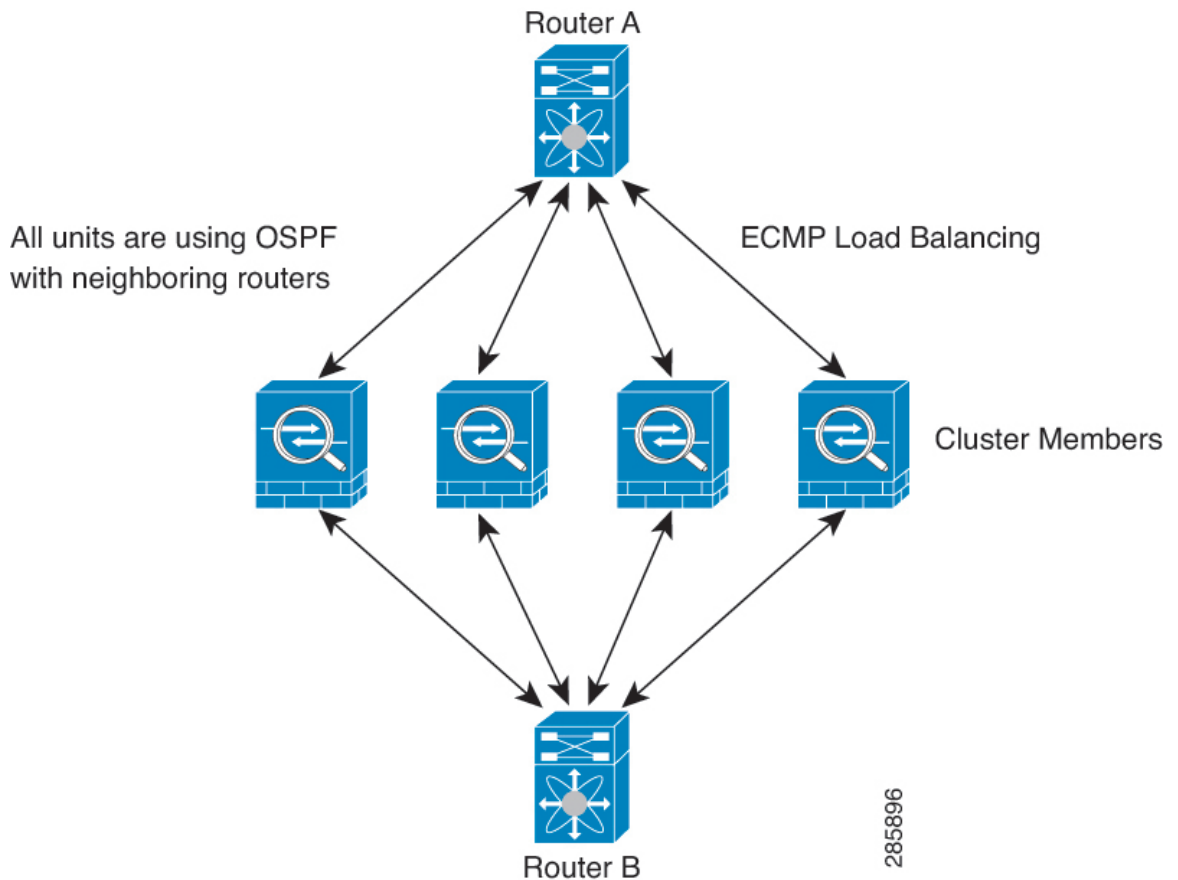 Router A
All units are using OSPF
with neighboring routers
ECMP Load Balancing
Cluster Members
285896
Router B